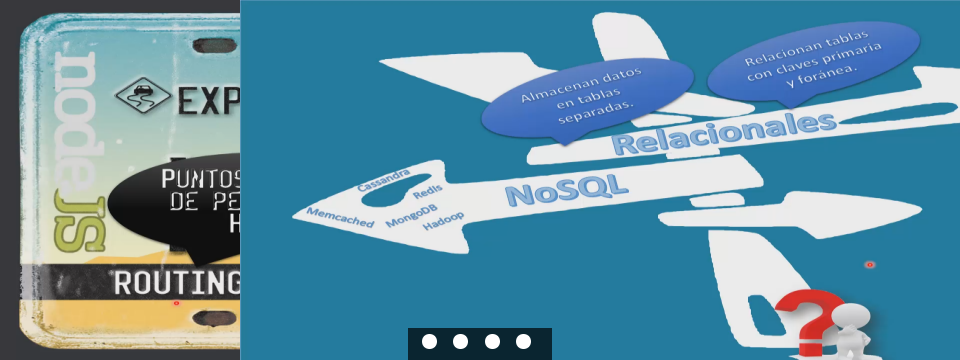 node
JS
EXP
PUNTOS
DE PE
H
ROUTING
Almacenan datos
en tablas
separadas.
Relacionan tablas
con claves primaria
y foránea.
Relacionales
NoSQL
Cassandra
Redis
Memcached
MongoDB
Hadoop
?